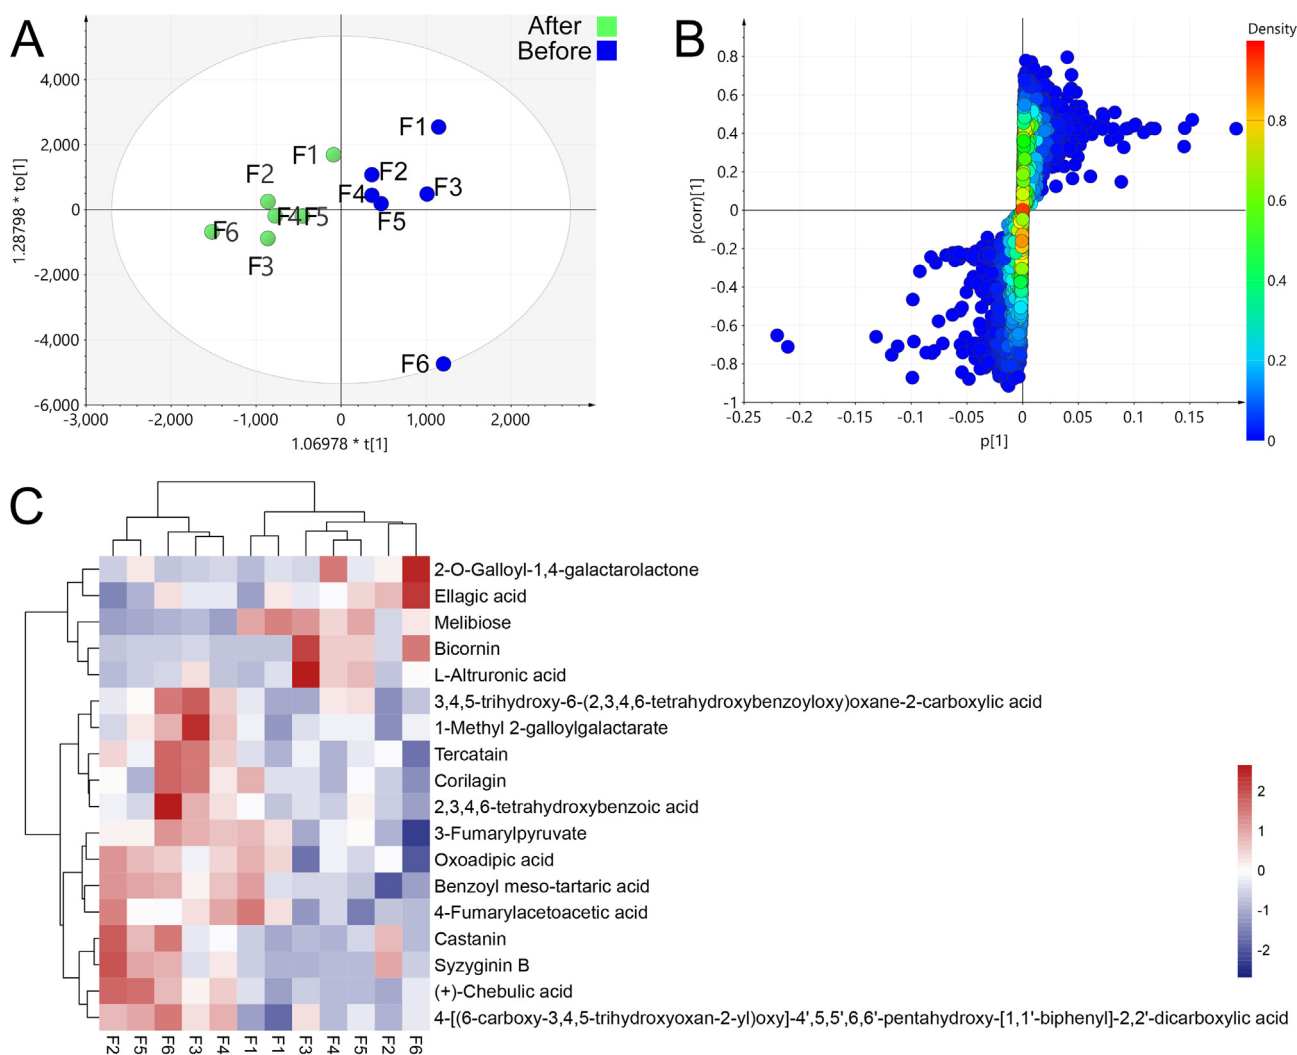 A
After
Before
4,000
2,000
0
-2,000
-4,000
-6,000
-3,000 -2,000 -1,000 0 1,000 2,000
1.28798 * to[1]
1.06978 * t[1]
F1
F1
F2
F2
F4
F3
F5
F4
F5
F6
F3
F6
B
Density
0.8
0.6
0.4
0.2
0
-0.2
-0.4
-0.6
-0.8
-1
-0.25 -0.2 -0.15 -0.1 -0.05 0 0.05 0.1 0.15
p(corr)[1]
p[1]
0.8
0.6
0.4
0.2
0
C
2-O-Galloyl-1,4-galactarolactone
Ellagic acid
Melibiose
Bicornin
L-Altruronic acid
3,4,5-trihydroxy-6-(2,3,4,6-tetrahydroxybenzoyloxy)oxane-2-carboxylic acid
1-Methyl 2-galloylgalactarate
Tercatain
Corilagin
2,3,4,6-tetrahydroxybenzoic acid
3-Fumarylpyruvate
Oxoadipic acid
Benzoyl meso-tartaric acid
4-Fumarylacetoacetic acid
Castanin
Syzyginin B
(+)-Chebulic acid
4-[(6-carboxy-3,4,5-trihydroxyoxan-2-yl)oxy]-4',5,5',6,6'-pentahydroxy-[1,1'-biphenyl]-2,2'-dicarboxylic acid
F2 F5 F6 F3 F4 F1 F1 F3 F4 F5 F2 F6
2
1
0
-1
-2